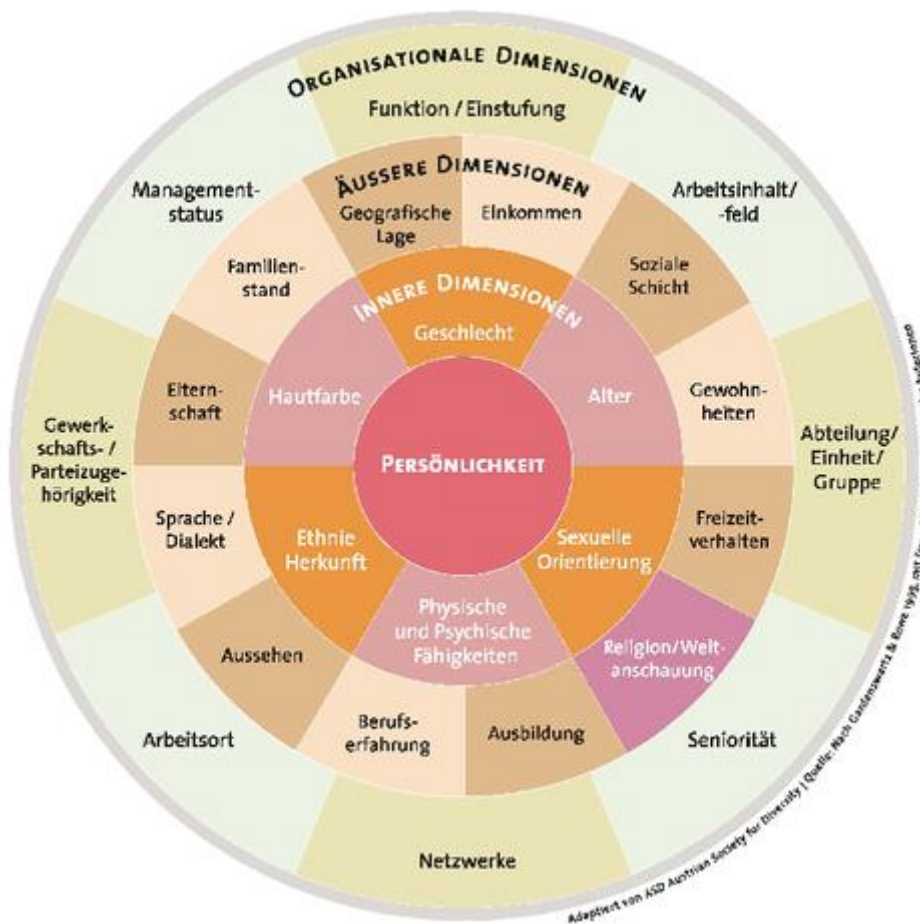 ORGANISATIONALE DIMENSIONEN
Funktion / Einstufung
Arbeitsinhalt/
-feld
Abteilung/
Einheit/
Gruppe
Seniorität
Netzwerke
Arbeitsort
Gewerk-
schafts- /
Parteizuge-
hörigkeit
Management-
status
ÄUSSERE DIMENSIONEN
Geografische
Lage
Einkommen
Soziale
Schicht
Gewohn-
heiten
Freizeit-
verhalten
Religion/Welt-
anschauung
Ausbildung
Berufs-
erfahrung
Aussehen
Sprache /
Dialekt
Eltern-
schaft
Familien-
stand
INNERE DIMENSIONEN
Geschlecht
Alter
Sexuelle
Orientierung
Physische
und Psychische
Fähigkeiten
Ethnie
Herkunft
Hautfarbe
PERSÖNLICHKEIT
Adaptiert von ASD Austrian Society for Diversity | Quelle: Nach Gardenswartz & Rowe 1995, mit